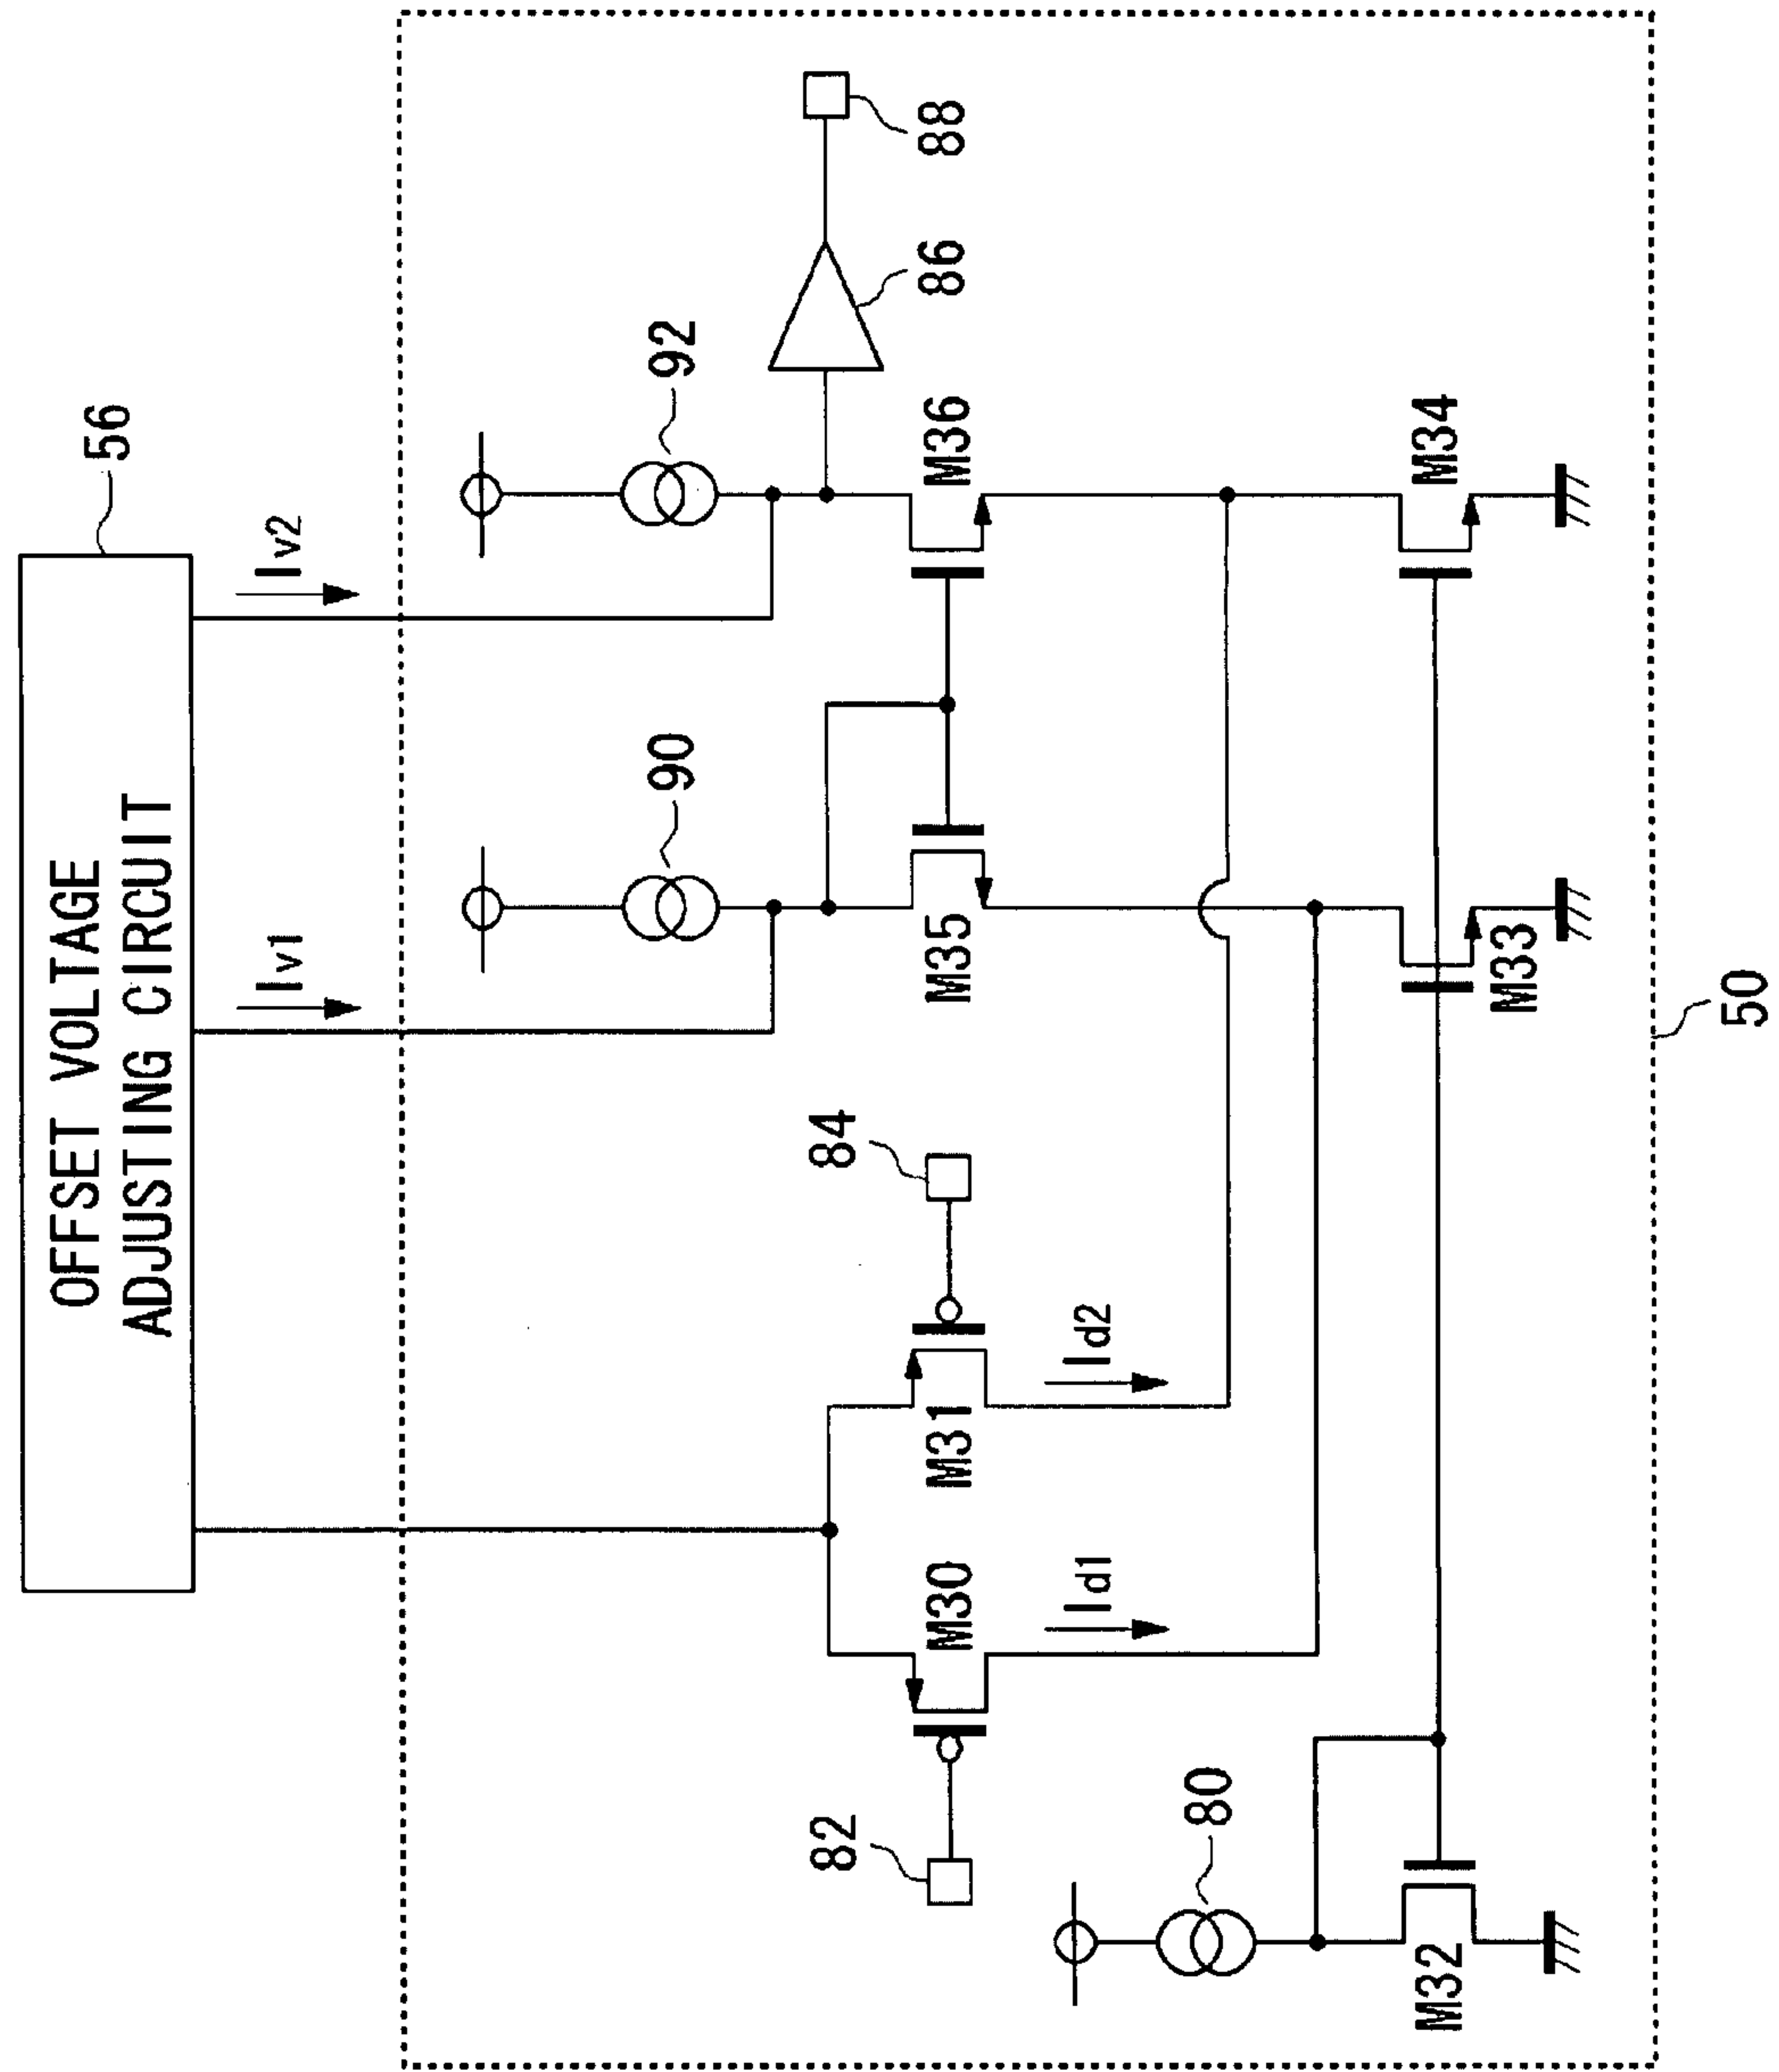 OFFSET VOLTAGE
ADJUSTING CIRCUIT
56
Iv1
Iv2
90
92
82
84
M30
M31
M35
M36
86
88
Id1
Id2
80
M32
M33
M34
50